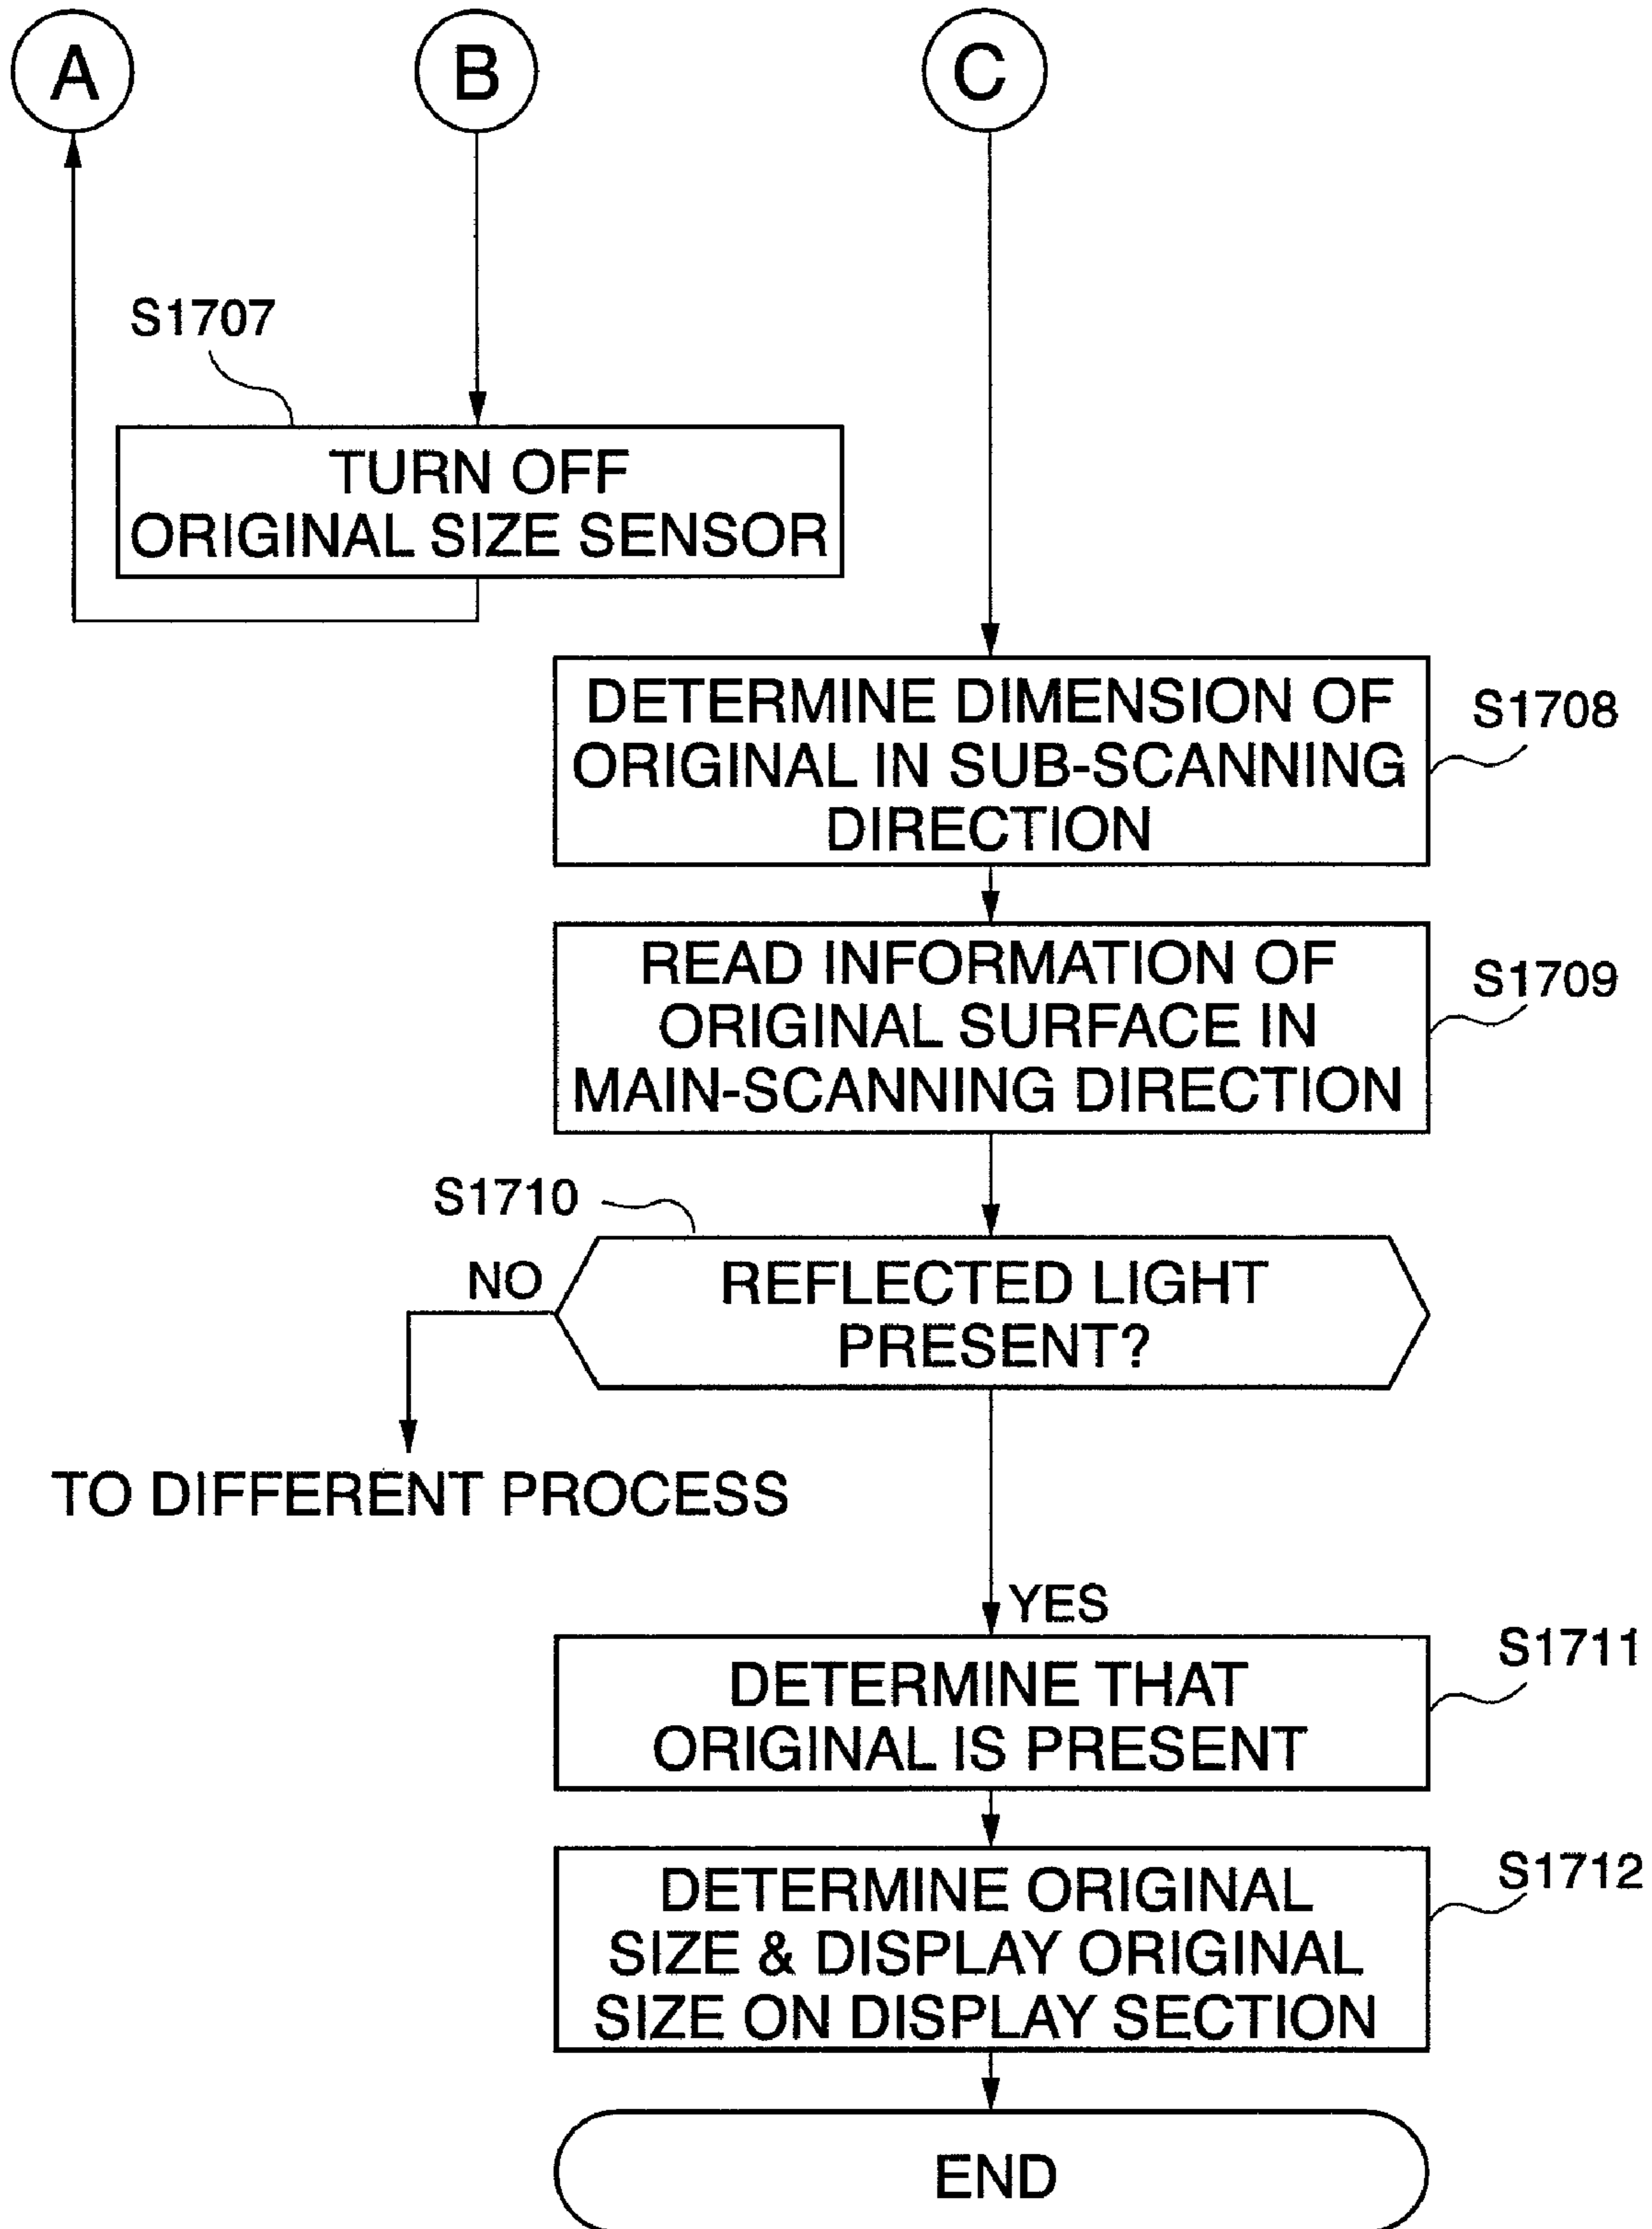 A
B
C
S1707
TURN OFF
ORIGINAL SIZE SENSOR
DETERMINE DIMENSION OF
ORIGINAL IN SUB-SCANNING
DIRECTION
S1708
READ INFORMATION OF
ORIGINAL SURFACE IN
MAIN-SCANNING DIRECTION
S1709
S1710
NO
REFLECTED LIGHT
PRESENT?
TO DIFFERENT PROCESS
YES
DETERMINE THAT
ORIGINAL IS PRESENT
S1711
DETERMINE ORIGINAL
SIZE & DISPLAY ORIGINAL
SIZE ON DISPLAY SECTION
S1712
END